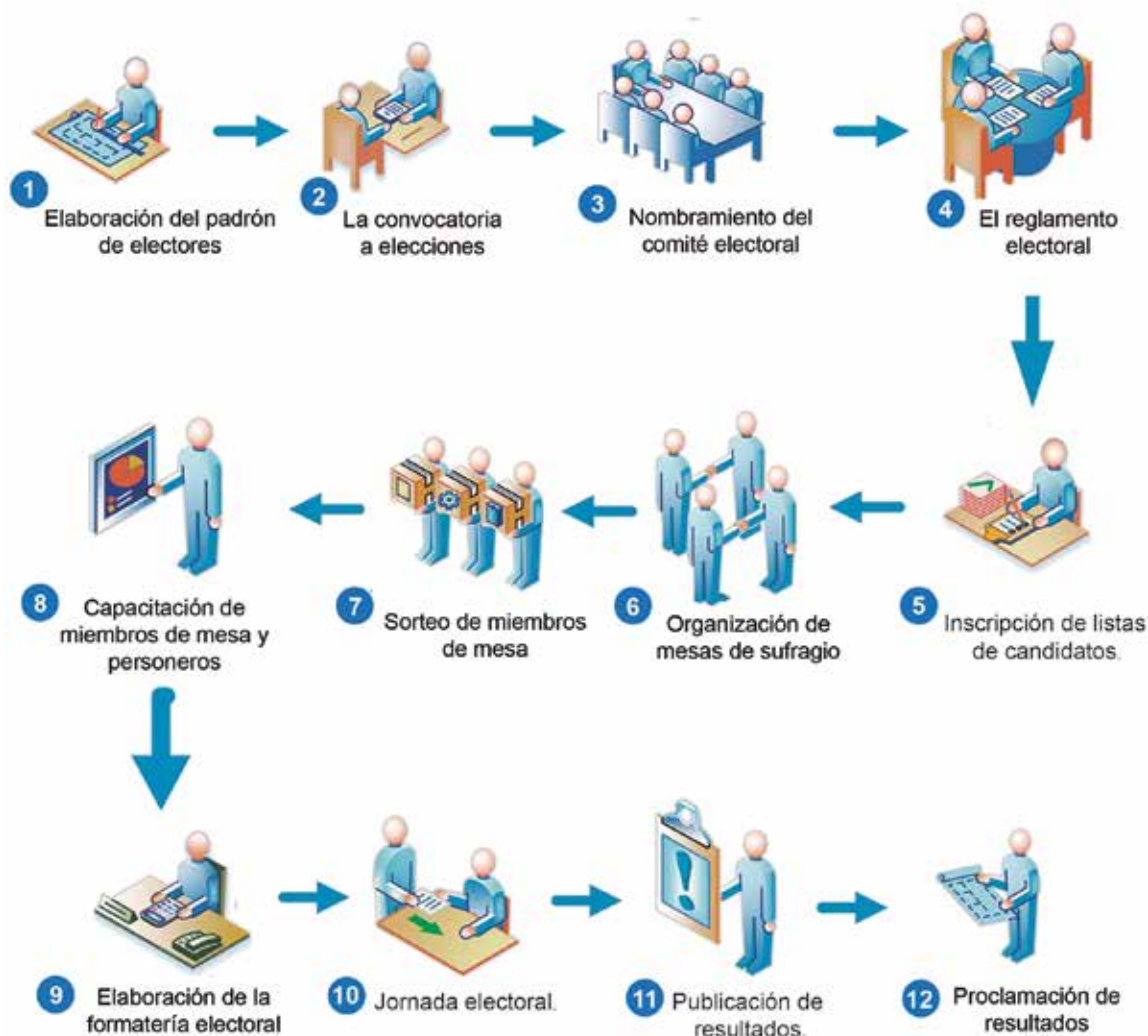 1
Elaboración del padrón
de electores
2
La convocatoria
a elecciones
3
Nombramiento del
comité electoral
4
El reglamento
electoral
8
Capacitación de
miembros de mesa y
personeros
7
Sorteo de miembros
de mesa
6
Organización de
mesas de sufragio
5
Inscripción de listas
de candidatos.
9
Elaboración de la
formatería electoral
10
Jornada electoral.
11
Publicación de
resultados.
12
Proclamación de
resultados